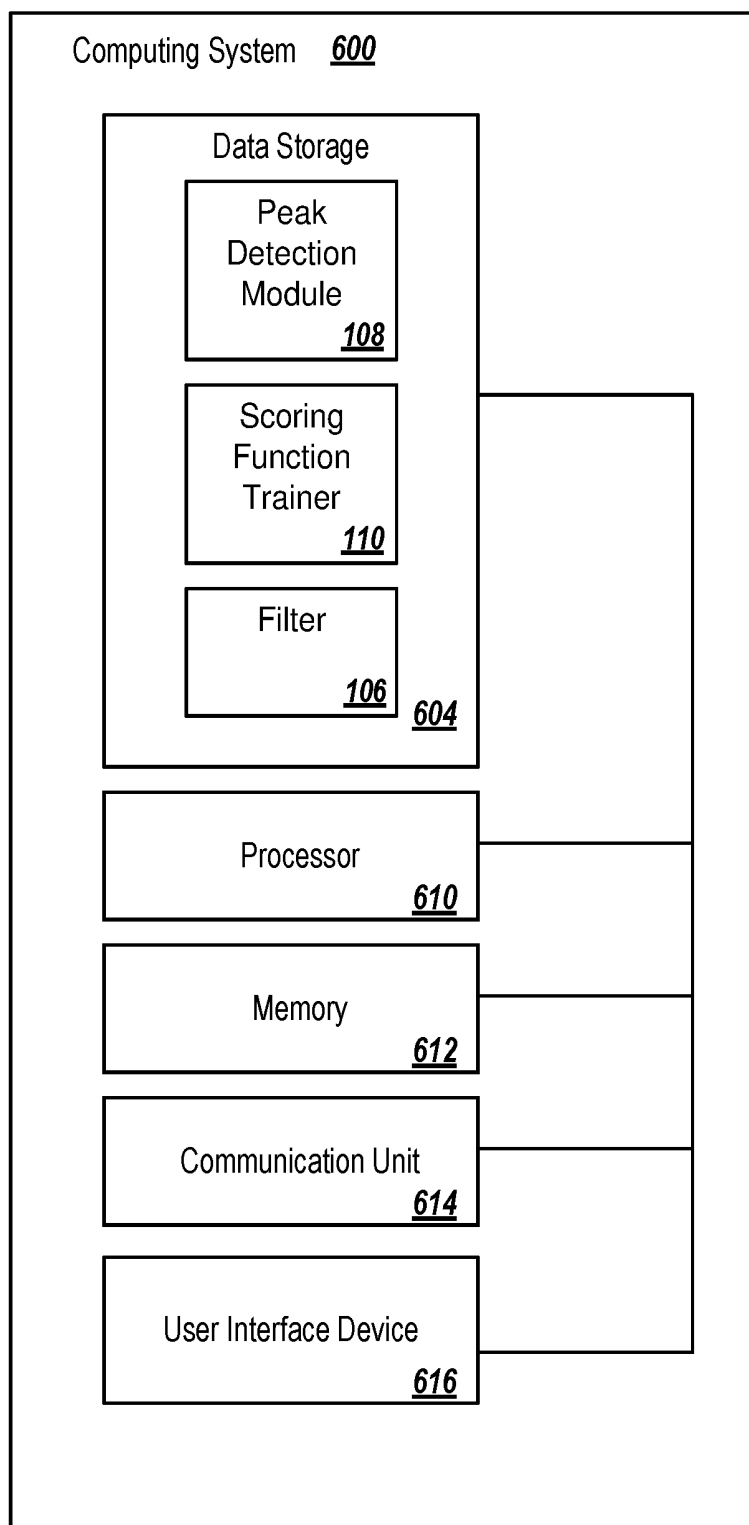 Computing System 600
Data Storage
Peak
Detection
Module
108
Scoring
Function
Trainer
110
Filter
106
604
Processor
610
Memory
612
Communication Unit
614
User Interface Device
616